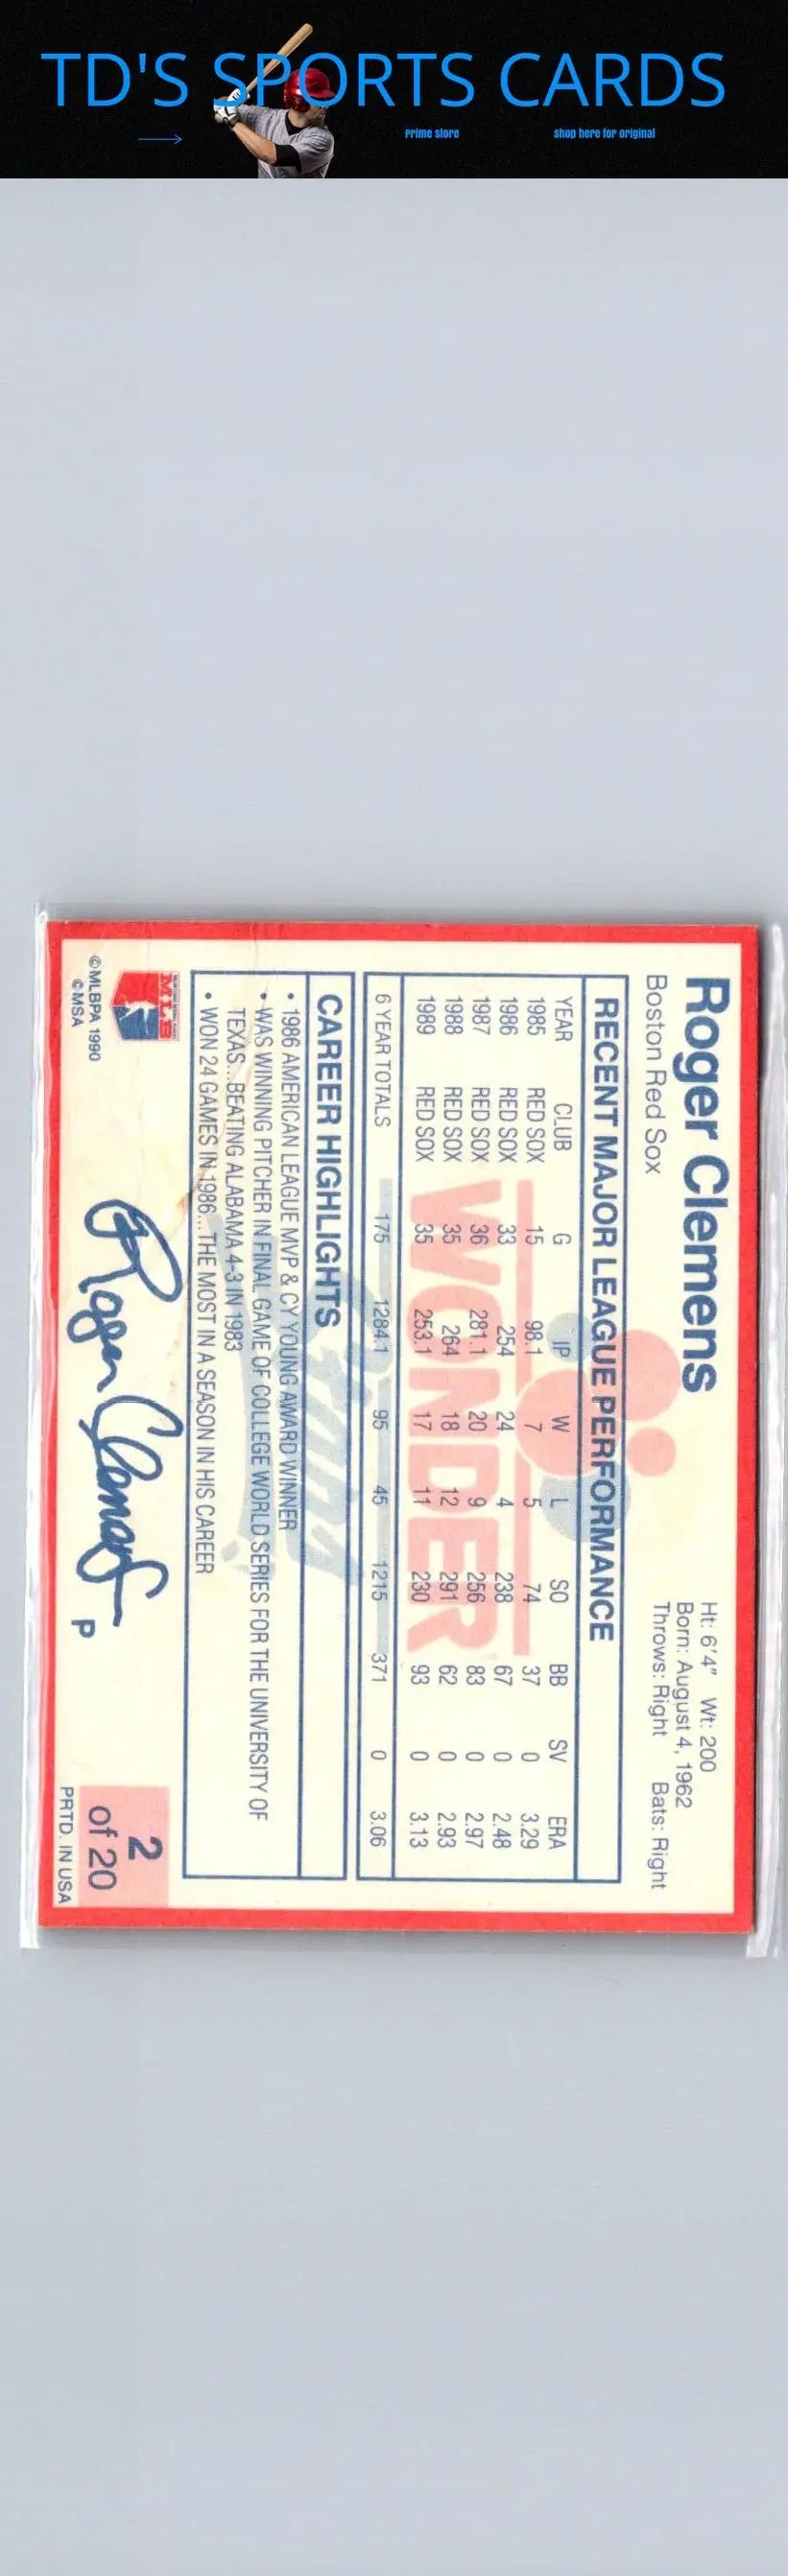 TD'S SPORTS CARDS
Prime store
shop here for original
Roger Clemens
Boston Red Sox
Ht: 6'4" Wt: 200
Born: August 4, 1962
Throws: Right Bats: Right
RECENT MAJOR LEAGUE PERFORMANCE
YEAR CLUB G IP W L SO BB SV ERA
1985 RED SOX 15 98.1 7 5 74 37 0 3.29
1986 RED SOX 33 254 24 4 238 67 0 2.48
1987 RED SOX 36 281.1 20 9 256 83 0 2.97
1988 RED SOX 35 264 18 12 291 62 0 2.93
1989 RED SOX 35 253.1 17 11 230 93 0 3.13
6 YEAR TOTALS 175 1284.1 95 45 1215 371 0 3.06
WONDER
Stars
CAREER HIGHLIGHTS
• 1986 AMERICAN LEAGUE MVP & CY YOUNG AWARD WINNER
• WAS WINNING PITCHER IN FINAL GAME OF COLLEGE WORLD SERIES FOR THE UNIVERSITY OF
TEXAS...BEATING ALABAMA 4-3 IN 1983
• WON 24 GAMES IN 1986...THE MOST IN A SEASON IN HIS CAREER
MLB
©MLBPA 1990
©MSA
Roger Clemens
P
2
of 20
PRTD. IN USA